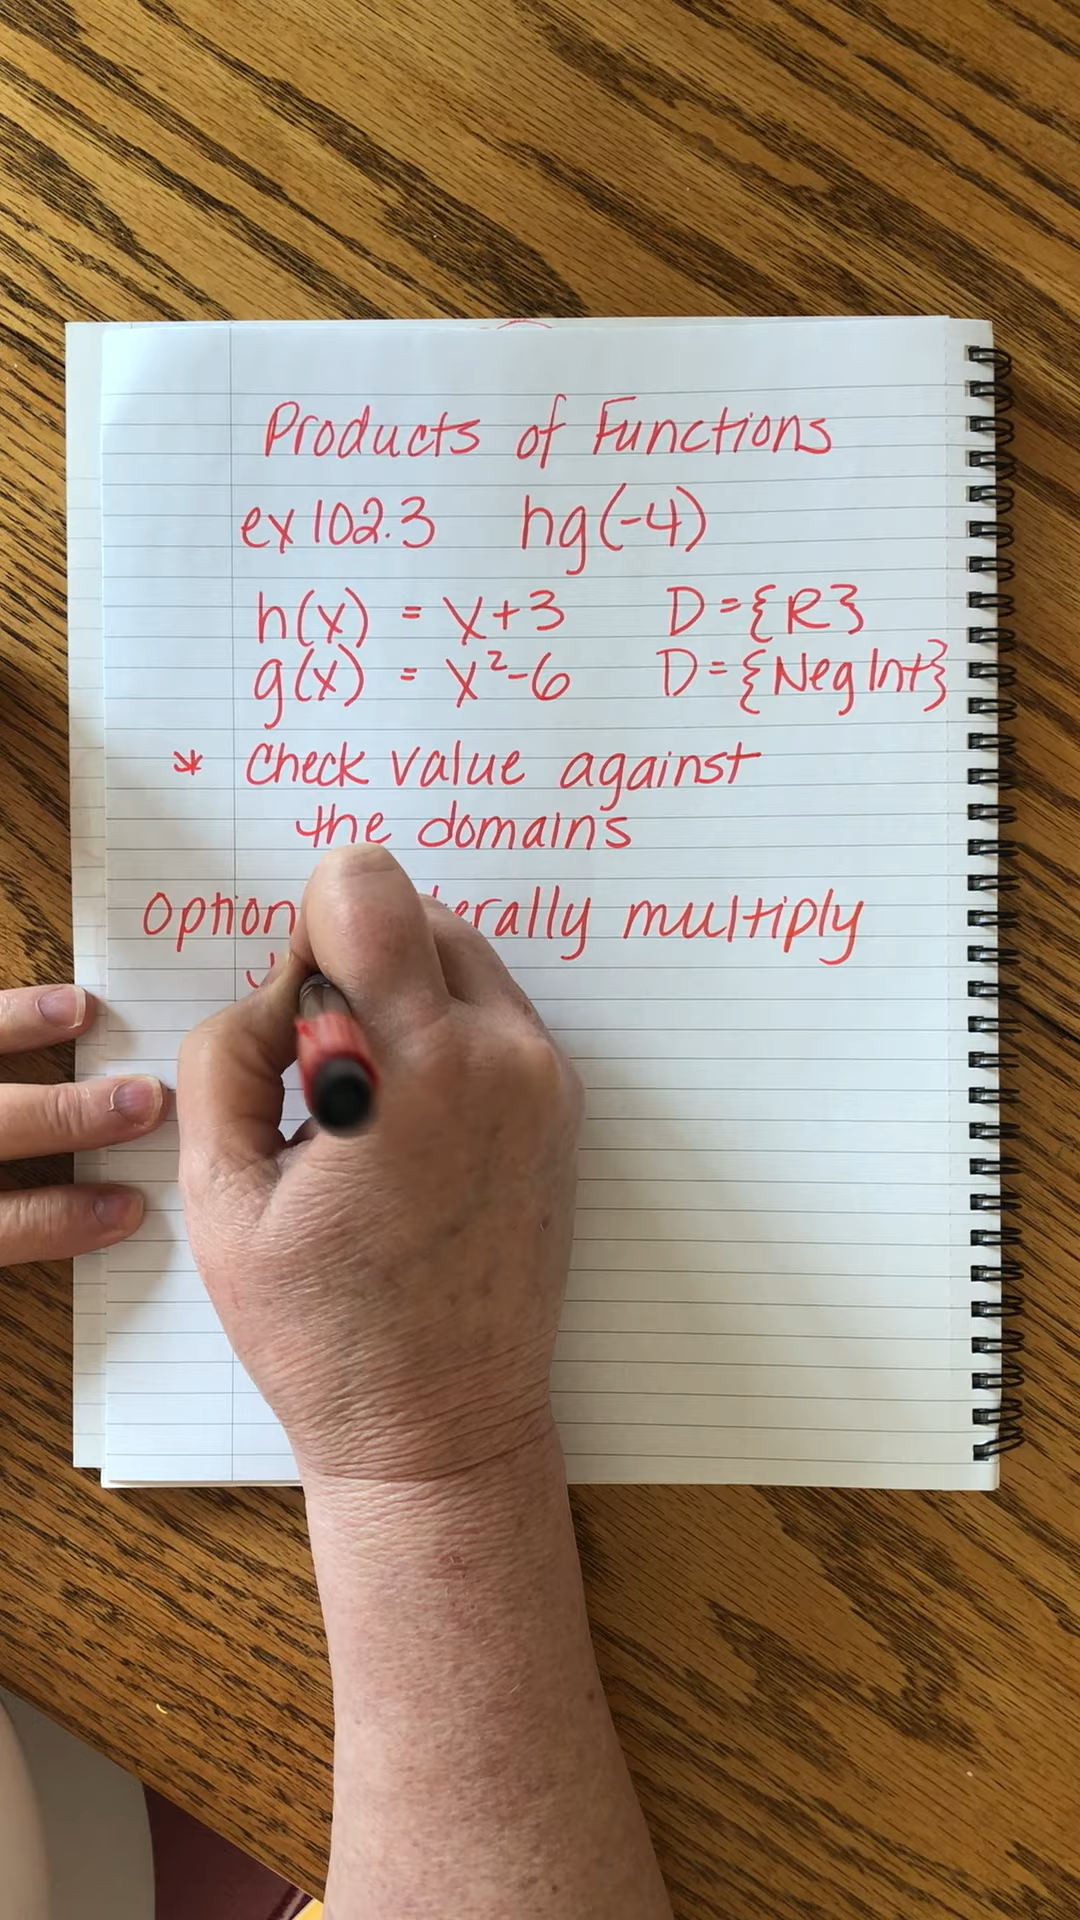 Products of Functions
ex 102.3 hg(-4)
h(x) = x+3 D={R}
g(x) = x²-6 D={Neg Int}
* Check value against
the domains
multiply